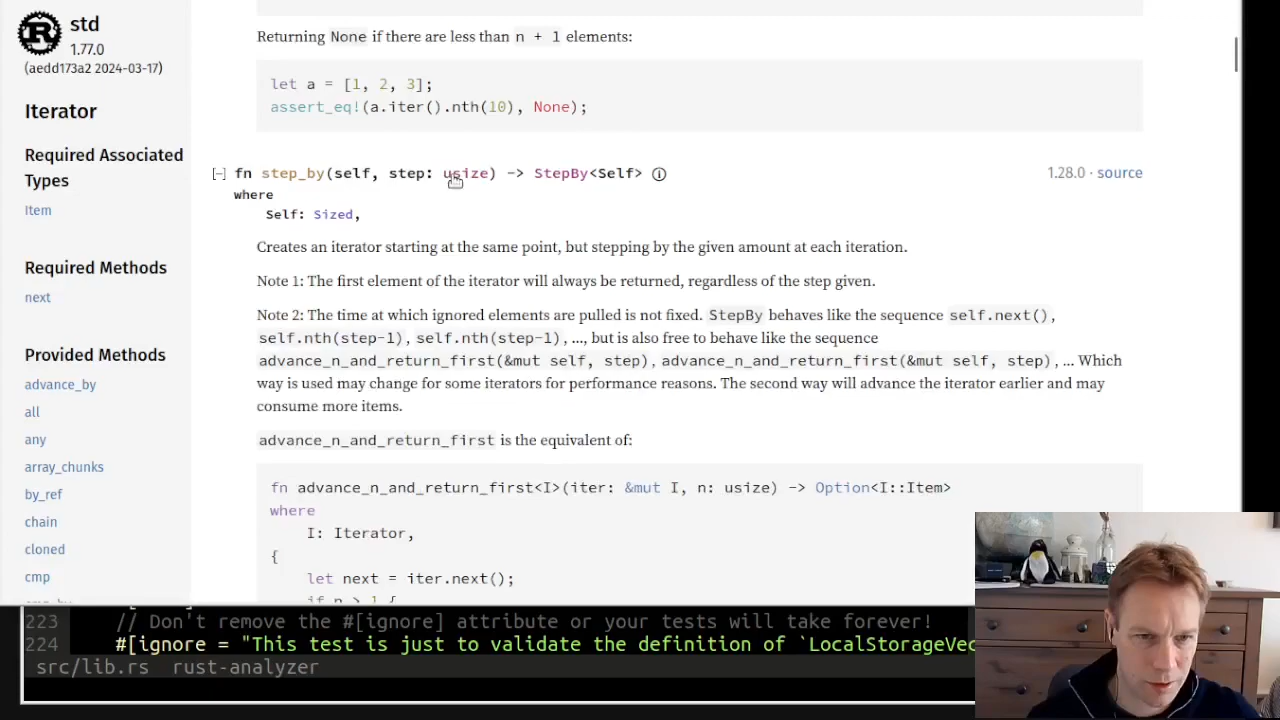 std
1.77.0
(aedd173a2 2024-03-17)
Iterator
Required Associated
Types
Item
Required Methods
next
Provided Methods
advance_by
all
any
array_chunks
by_ref
chain
cloned
cmp
Returning None if there are less than n + 1 elements:
let a = [1, 2, 3];
assert_eq!(a.iter().nth(10), None);
[-] fn step_by(self, step: usize) -> StepBy<Self> ⓘ
1.28.0 · source
where
Self: Sized,
Creates an iterator starting at the same point, but stepping by the given amount at each iteration.
Note 1: The first element of the iterator will always be returned, regardless of the step given.
Note 2: The time at which ignored elements are pulled is not fixed. StepBy behaves like the sequence self.next(),
self.nth(step-1), self.nth(step-1), …, but is also free to behave like the sequence
advance_n_and_return_first(&mut self, step), advance_n_and_return_first(&mut self, step), … Which
way is used may change for some iterators for performance reasons. The second way will advance the iterator earlier and may
consume more items.
advance_n_and_return_first is the equivalent of:
fn advance_n_and_return_first<I>(iter: &mut I, n: usize) -> Option<I::Item>
where
I: Iterator,
{
let next = iter.next();
if n > 1 {
223 // Don't remove the #[ignore] attribute or your tests will take forever!
224 #[ignore = "This test is just to validate the definition of `LocalStorageVec
src/lib.rs rust-analyzer